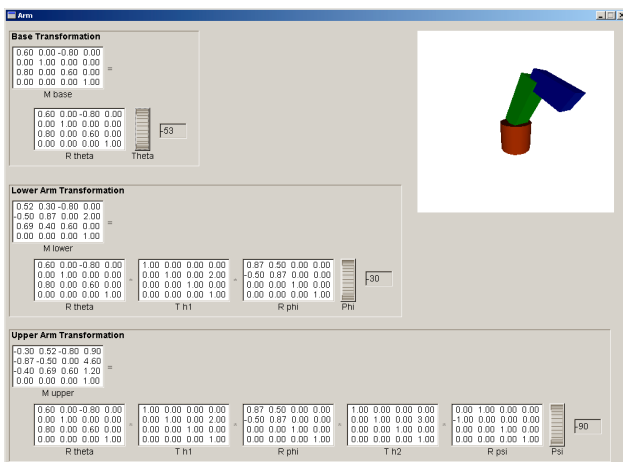 Arm
Base Transformation
0.60 0.00 -0.80 0.00
0.00 1.00 0.00 0.00
0.80 0.00 0.60 0.00
0.00 0.00 0.00 1.00
=
M base
0.60 0.00 -0.80 0.00
0.00 1.00 0.00 0.00
0.80 0.00 0.60 0.00
0.00 0.00 0.00 1.00
-53
R theta Theta
Lower Arm Transformation
0.52 0.30 -0.80 0.00
-0.50 0.87 0.00 2.00
0.69 0.40 0.60 0.00
0.00 0.00 0.00 1.00
=
M lower
0.60 0.00 -0.80 0.00 1.00 0.00 0.00 0.00 0.87 0.50 0.00 0.00
0.00 1.00 0.00 0.00 0.00 1.00 0.00 2.00 -0.50 0.87 0.00 0.00
0.80 0.00 0.60 0.00 0.00 0.00 1.00 0.00 0.00 0.00 1.00 0.00
0.00 0.00 0.00 1.00 0.00 0.00 0.00 1.00 0.00 0.00 0.00 1.00
-30
R theta T h1 R phi Phi
Upper Arm Transformation
-0.30 0.52 -0.80 0.90
-0.87 -0.50 0.00 4.60
-0.40 0.69 0.60 1.20
0.00 0.00 0.00 1.00
=
M upper
0.60 0.00 -0.80 0.00 1.00 0.00 0.00 0.00 0.87 0.50 0.00 0.00 1.00 0.00 0.00 0.00 0.00 1.00 0.00 0.00
0.00 1.00 0.00 0.00 0.00 1.00 0.00 2.00 -0.50 0.87 0.00 0.00 0.00 1.00 0.00 3.00 -1.00 0.00 0.00 0.00
0.80 0.00 0.60 0.00 0.00 0.00 1.00 0.00 0.00 0.00 1.00 0.00 0.00 0.00 1.00 0.00 0.00 0.00 1.00 0.00
0.00 0.00 0.00 1.00 0.00 0.00 0.00 1.00 0.00 0.00 0.00 1.00 0.00 0.00 0.00 1.00 0.00 0.00 0.00 1.00
-90
R theta T h1 R phi T h2 R psi Psi